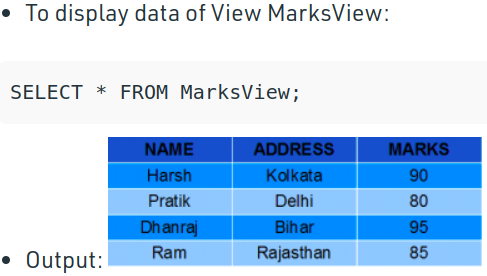 • To display data of View MarksView:
SELECT * FROM MarksView;
NAME ADDRESS MARKS
Harsh Kolkata 90
Pratik Delhi 80
Dhanraj Bihar 95
Ram Rajasthan 85
• Output: